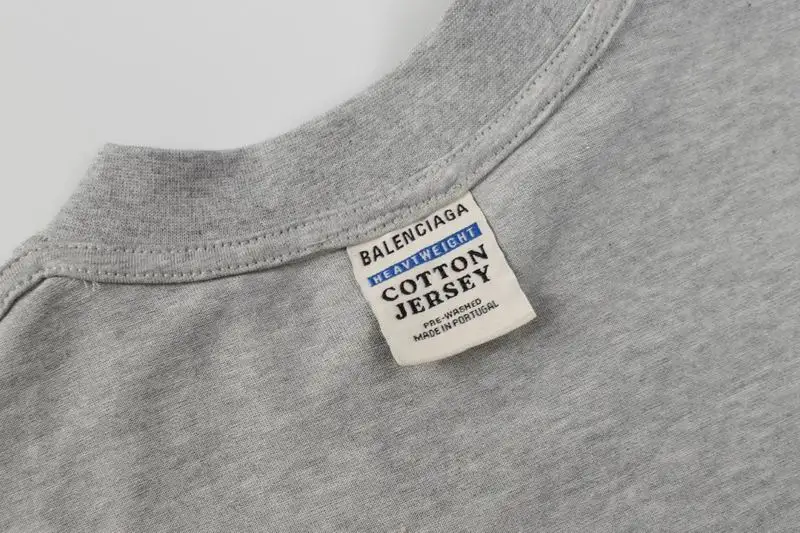 BALENCIAGA
HEAVYWEIGHT
COTTON
JERSEY
PRE-WASHED
MADE IN PORTUGAL